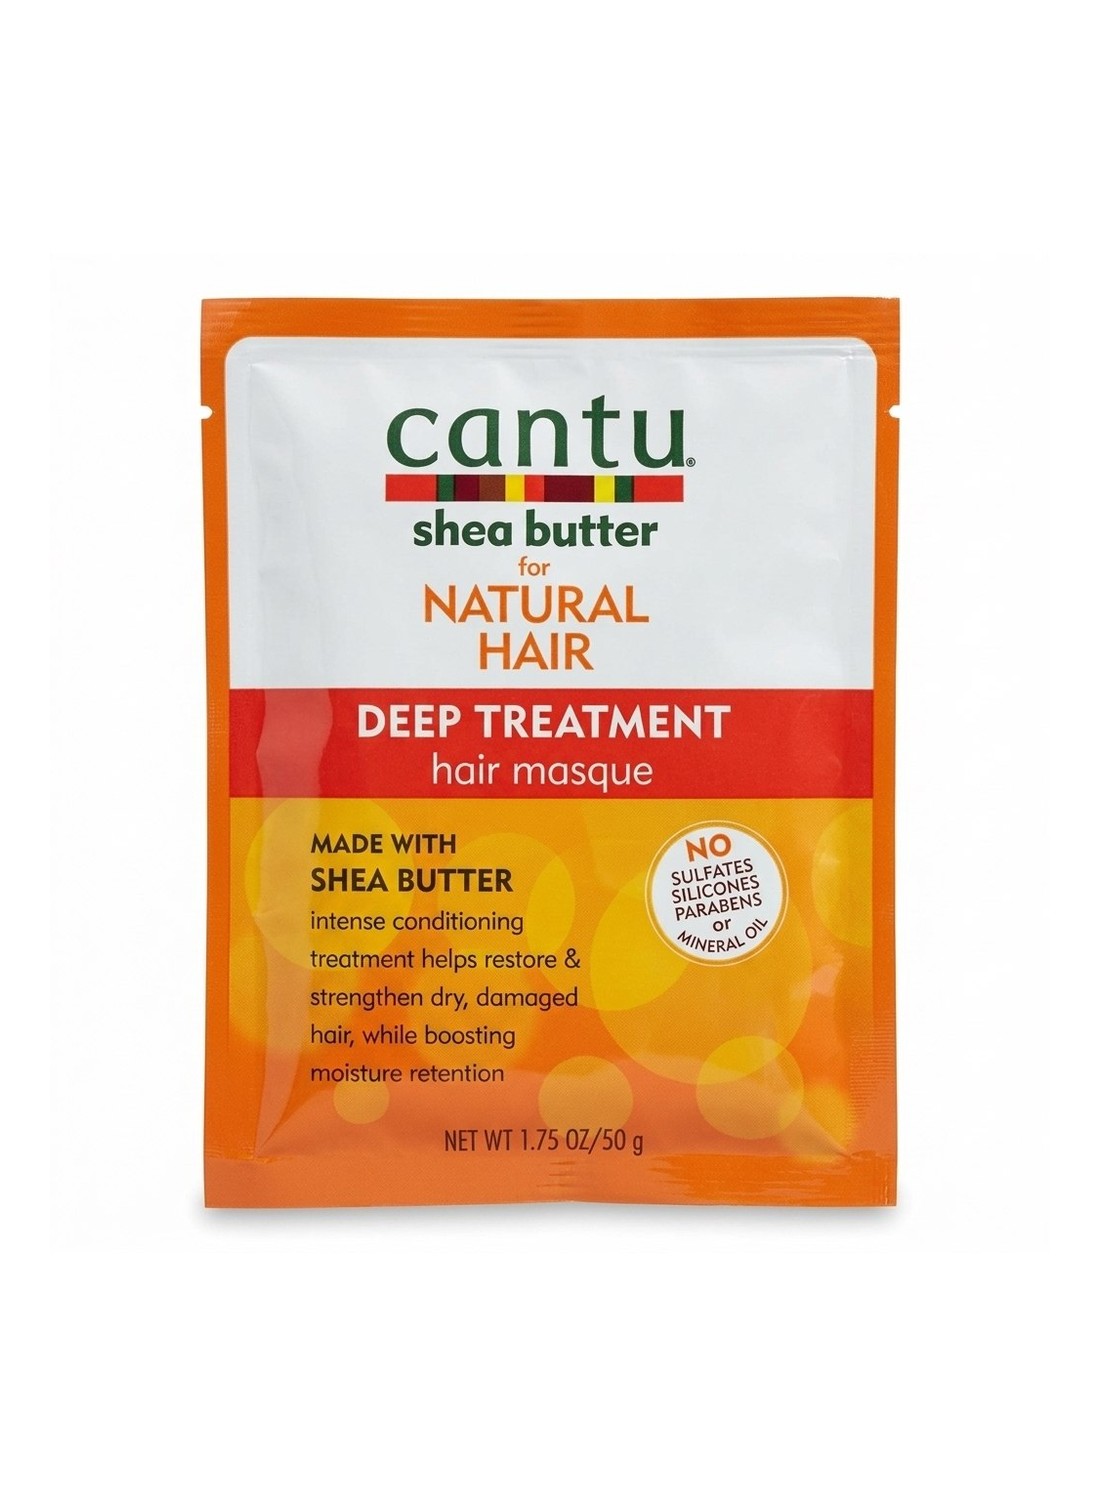 cantu®
shea butter
for
NATURAL
HAIR
DEEP TREATMENT
hair masque
MADE WITH
SHEA BUTTER
intense conditioning
treatment helps restore &
strengthen dry, damaged
hair, while boosting
moisture retention
NO
SULFATES
SILICONES
PARABENS
or
MINERAL OIL
NET WT 1.75 OZ/50 g